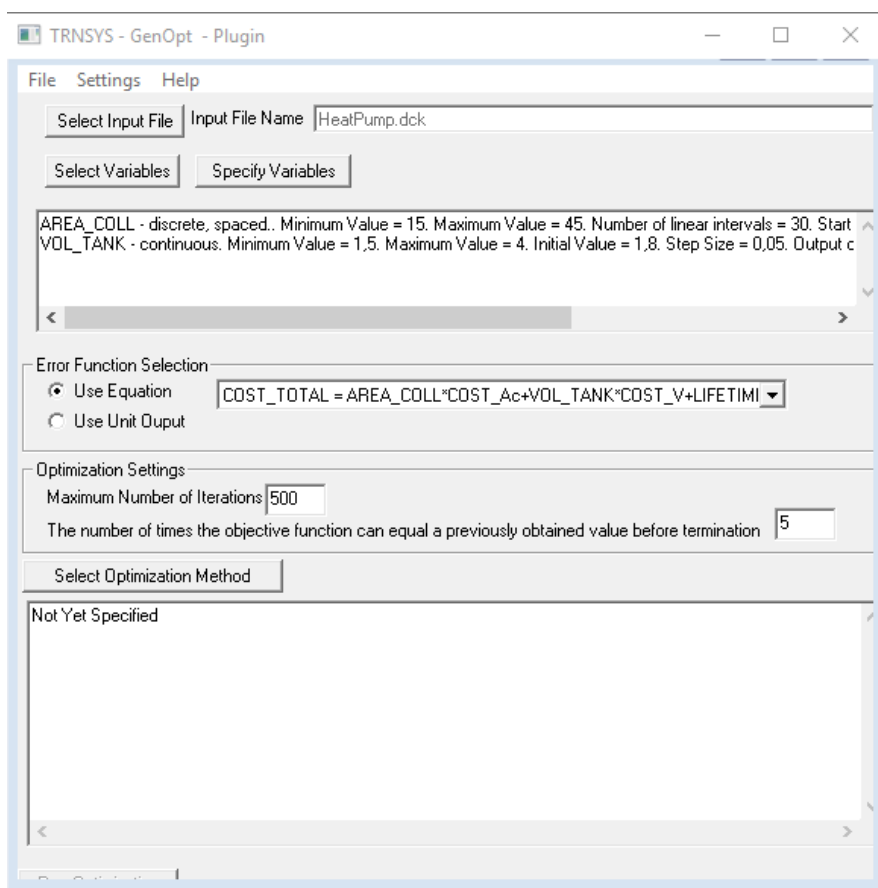 TRNSYS - GenOpt - Plugin
File Settings Help
Select Input File Input File Name HeatPump.dck
Select Variables Specify Variables
AREA_COLL - discrete, spaced.. Minimum Value = 15. Maximum Value = 45. Number of linear intervals = 30. Start
VOL_TANK - continuous. Minimum Value = 1,5. Maximum Value = 4. Initial Value = 1,8. Step Size = 0,05. Output c
Error Function Selection
Use Equation COST_TOTAL = AREA_COLL*COST_Ac+VOL_TANK*COST_V+LIFETIMI
Use Unit Ouput
Optimization Settings
Maximum Number of Iterations 500
The number of times the objective function can equal a previously obtained value before termination 5
Select Optimization Method
Not Yet Specified